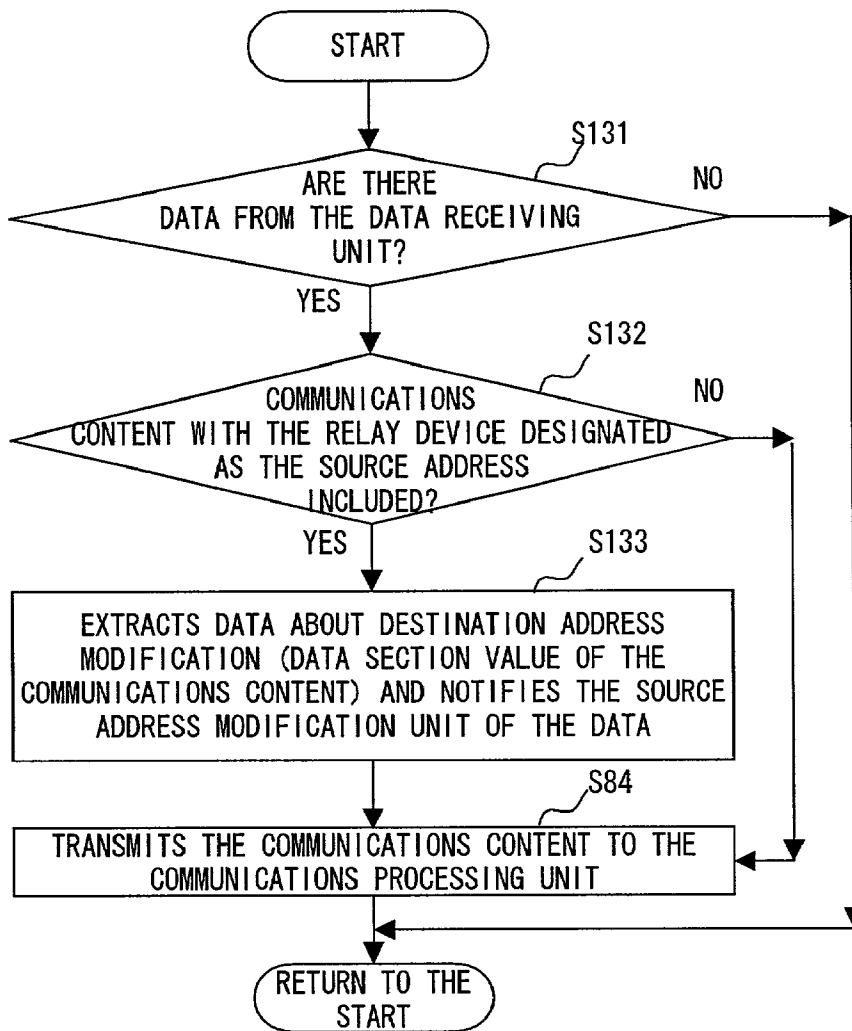 START
S131
ARE THERE
DATA FROM THE DATA RECEIVING
UNIT?
NO
YES
S132
COMMUNICATIONS
CONTENT WITH THE RELAY DEVICE DESIGNATED
AS THE SOURCE ADDRESS
INCLUDED?
NO
YES
S133
EXTRACTS DATA ABOUT DESTINATION ADDRESS
MODIFICATION (DATA SECTION VALUE OF THE
COMMUNICATIONS CONTENT) AND NOTIFIES THE SOURCE
ADDRESS MODIFICATION UNIT OF THE DATA
S84
TRANSMITS THE COMMUNICATIONS CONTENT TO THE
COMMUNICATIONS PROCESSING UNIT
RETURN TO THE
START